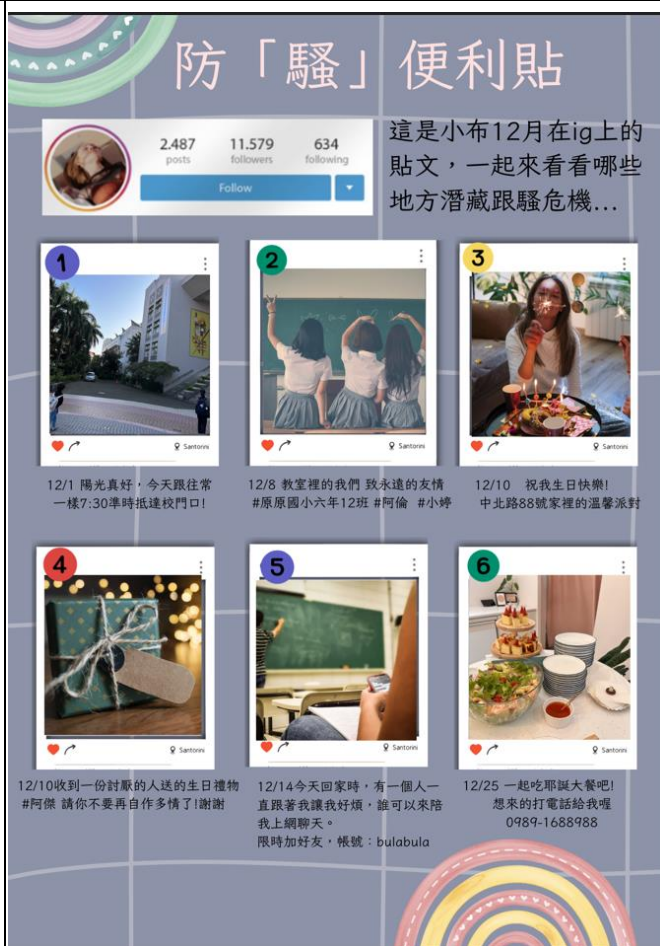 防「騷」便利貼
2.487 11.579 634
posts followers following
Follow
這是小布12月在ig上的
貼文，一起來看看哪些
地方潛藏跟騷危機...
1
Santorini
12/1 陽光真好，今天跟往常
一樣7:30準時抵達校門口!
2
Santorini
12/8 教室裡的我們 致永遠的友情
#原原國小六年12班 #阿倫 #小婷
3
Santorini
12/10 祝我生日快樂!
中北路88號家裡的溫馨派對
4
Santorini
12/10收到一份討厭的人送的生日禮物
#阿傑 請你不要再自作多情了!謝謝
5
Santorini
12/14今天回家時，有一個人一
直跟著我讓我好煩，誰可以來陪
我上網聊天。
限時加好友，帳號：bulabula
6
Santorini
12/25 一起吃耶誕大餐吧!
想來的打電話給我喔
0989-1688988